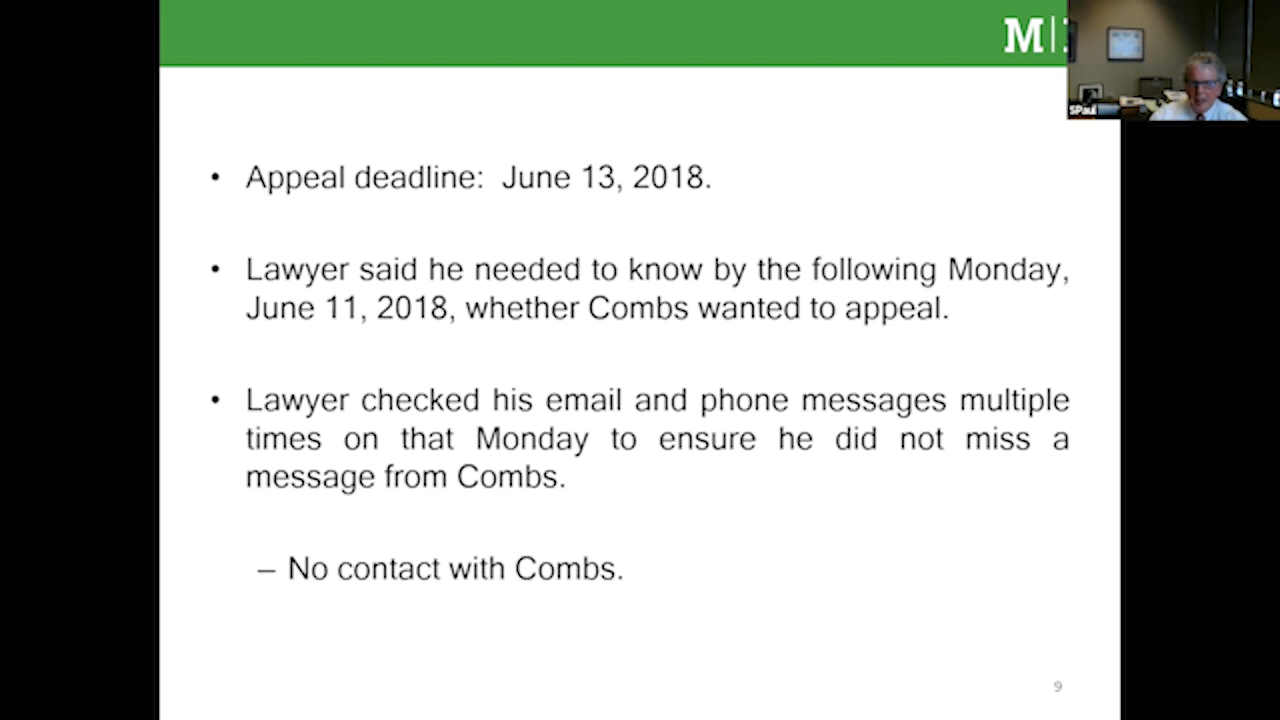 M|
SPaul
• Appeal deadline: June 13, 2018.
• Lawyer said he needed to know by the following Monday,
June 11, 2018, whether Combs wanted to appeal.
• Lawyer checked his email and phone messages multiple
times on that Monday to ensure he did not miss a
message from Combs.
– No contact with Combs.
9